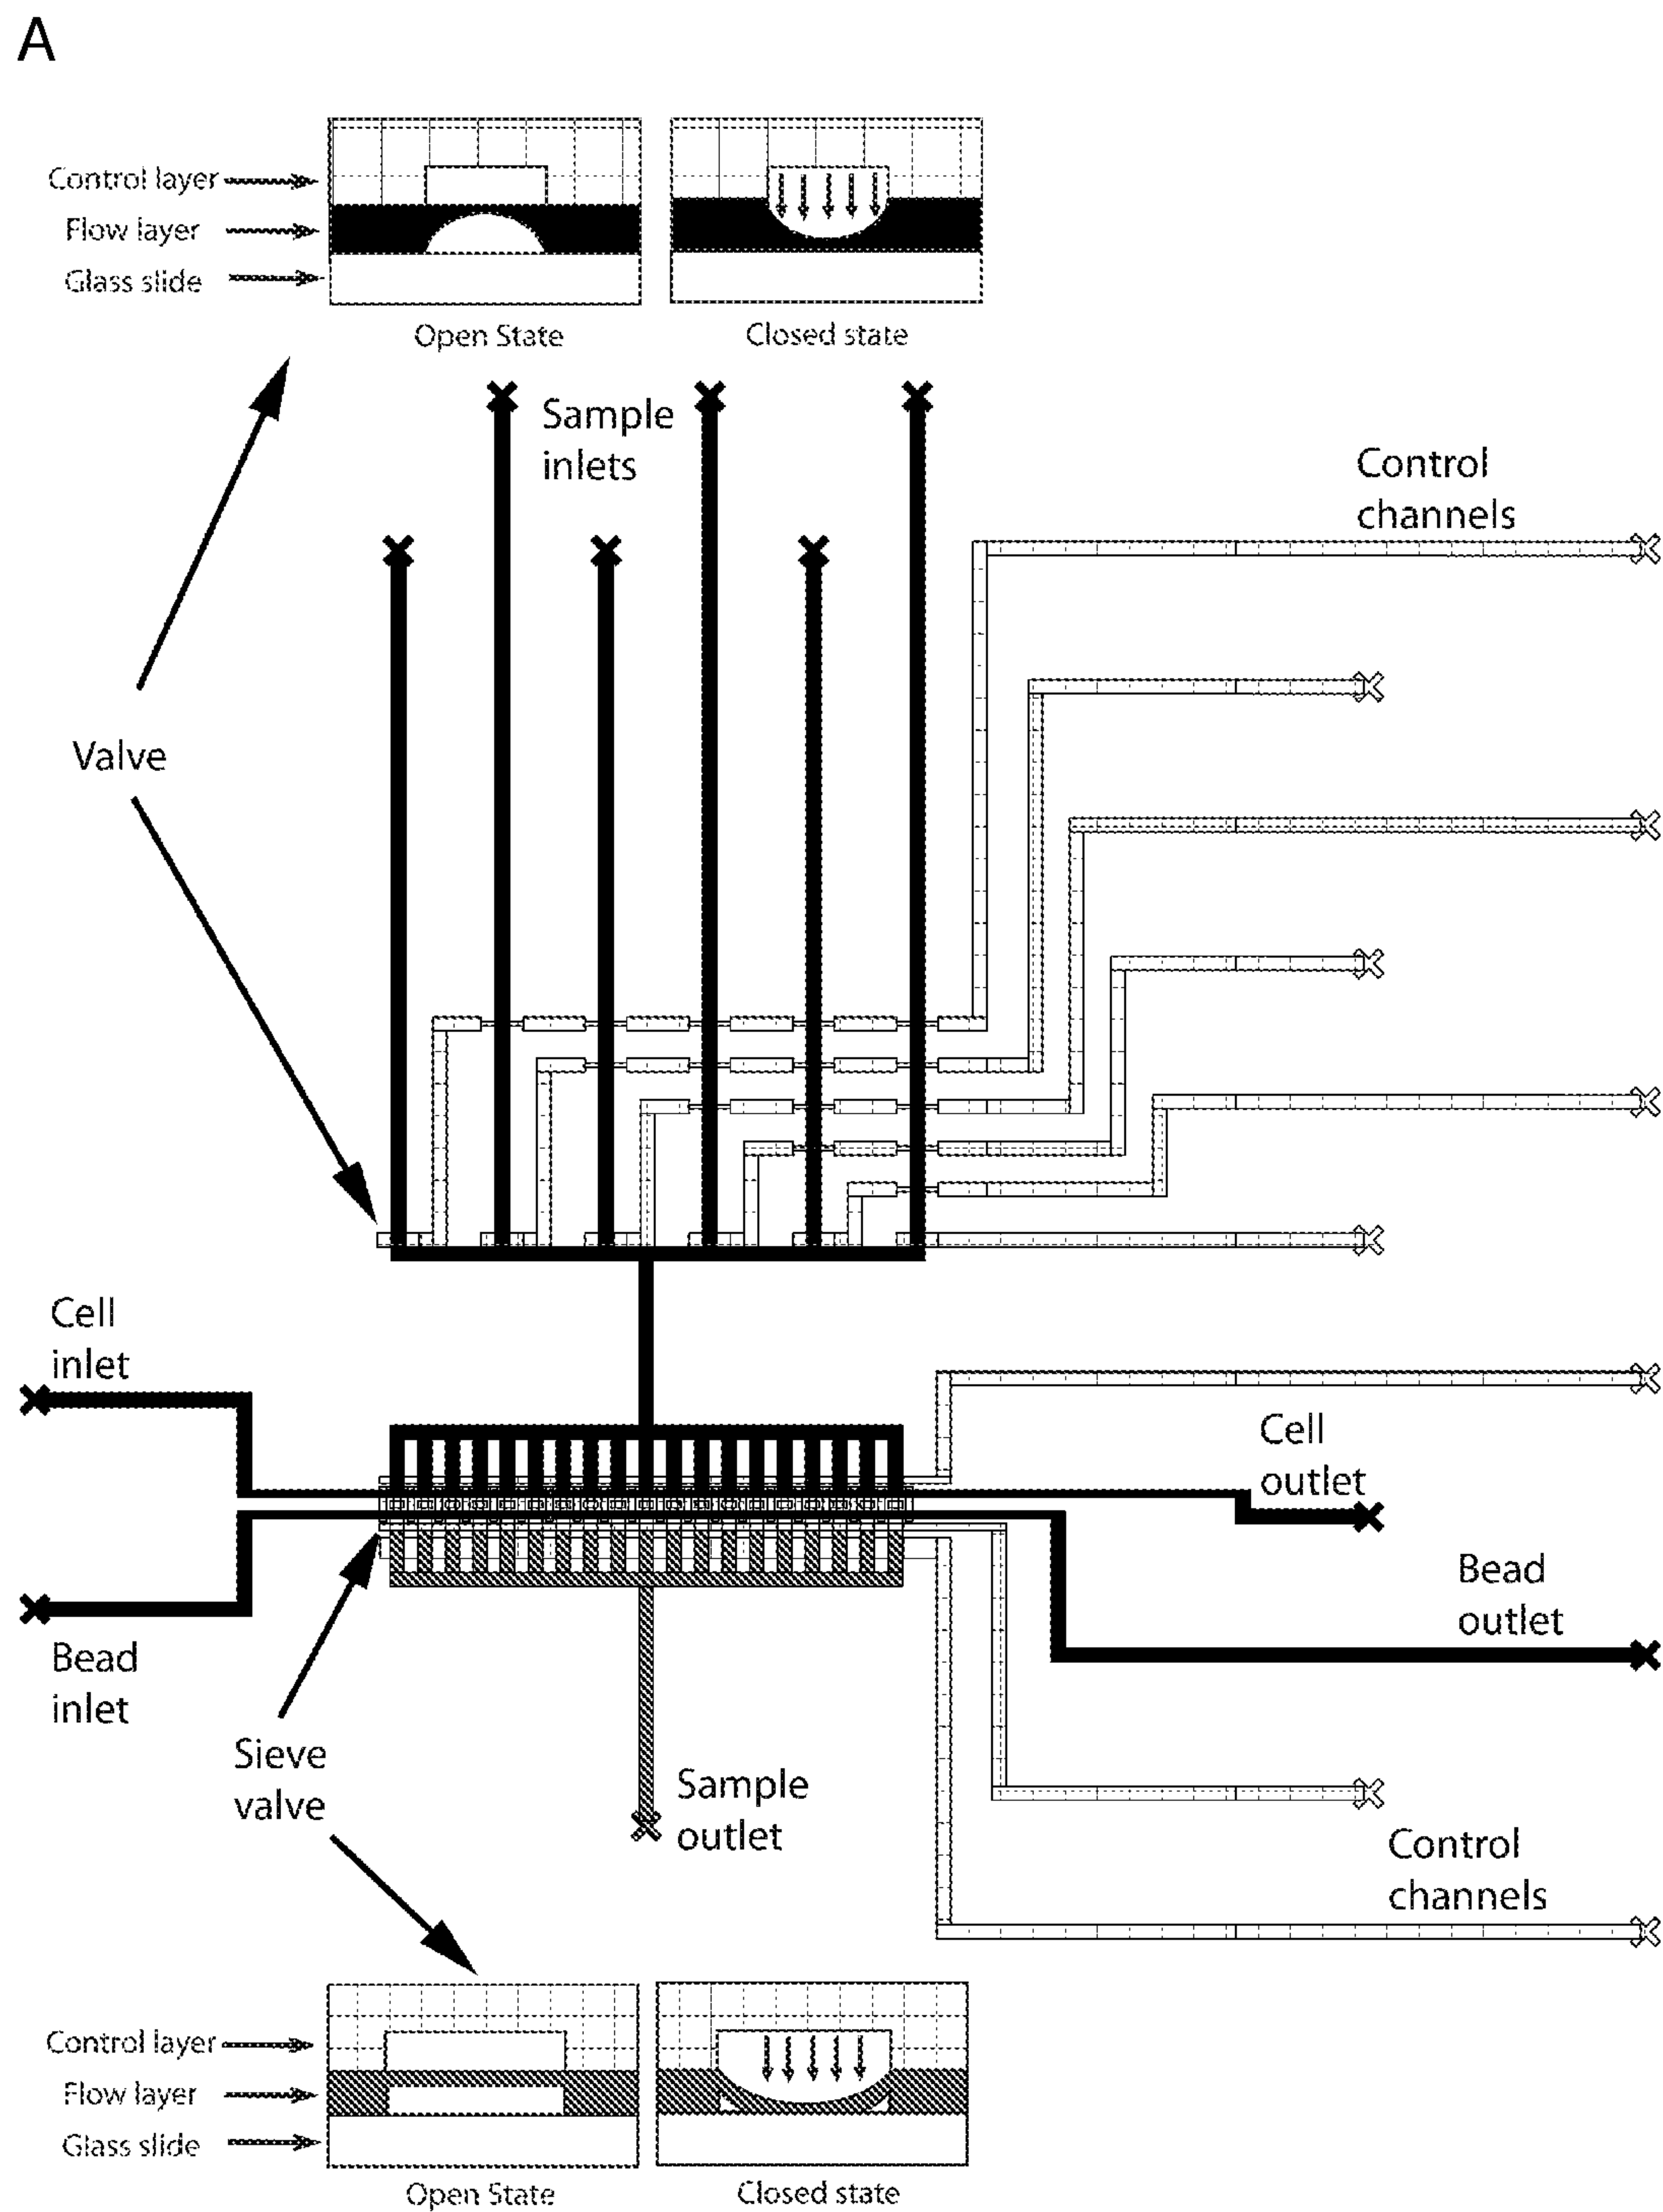 A
Control layer
Flow layer
Glass slide
Open State
Closed state
Sample
inlets
Control
channels
Valve
Cell
inlet
Cell
outlet
Bead
outlet
Bead
inlet
Sieve
valve
Sample
outlet
Control
channels
Control layer
Flow layer
Glass slide
Open State
Closed state